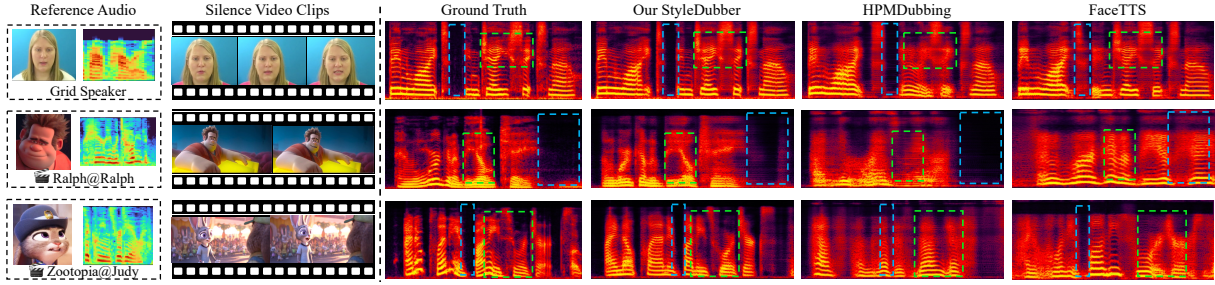 Reference Audio Silence Video Clips Ground Truth Our StyleDubber HPMDubbing FaceTTS
Grid Speaker
Ralph@Ralph
Zootopia@Judy